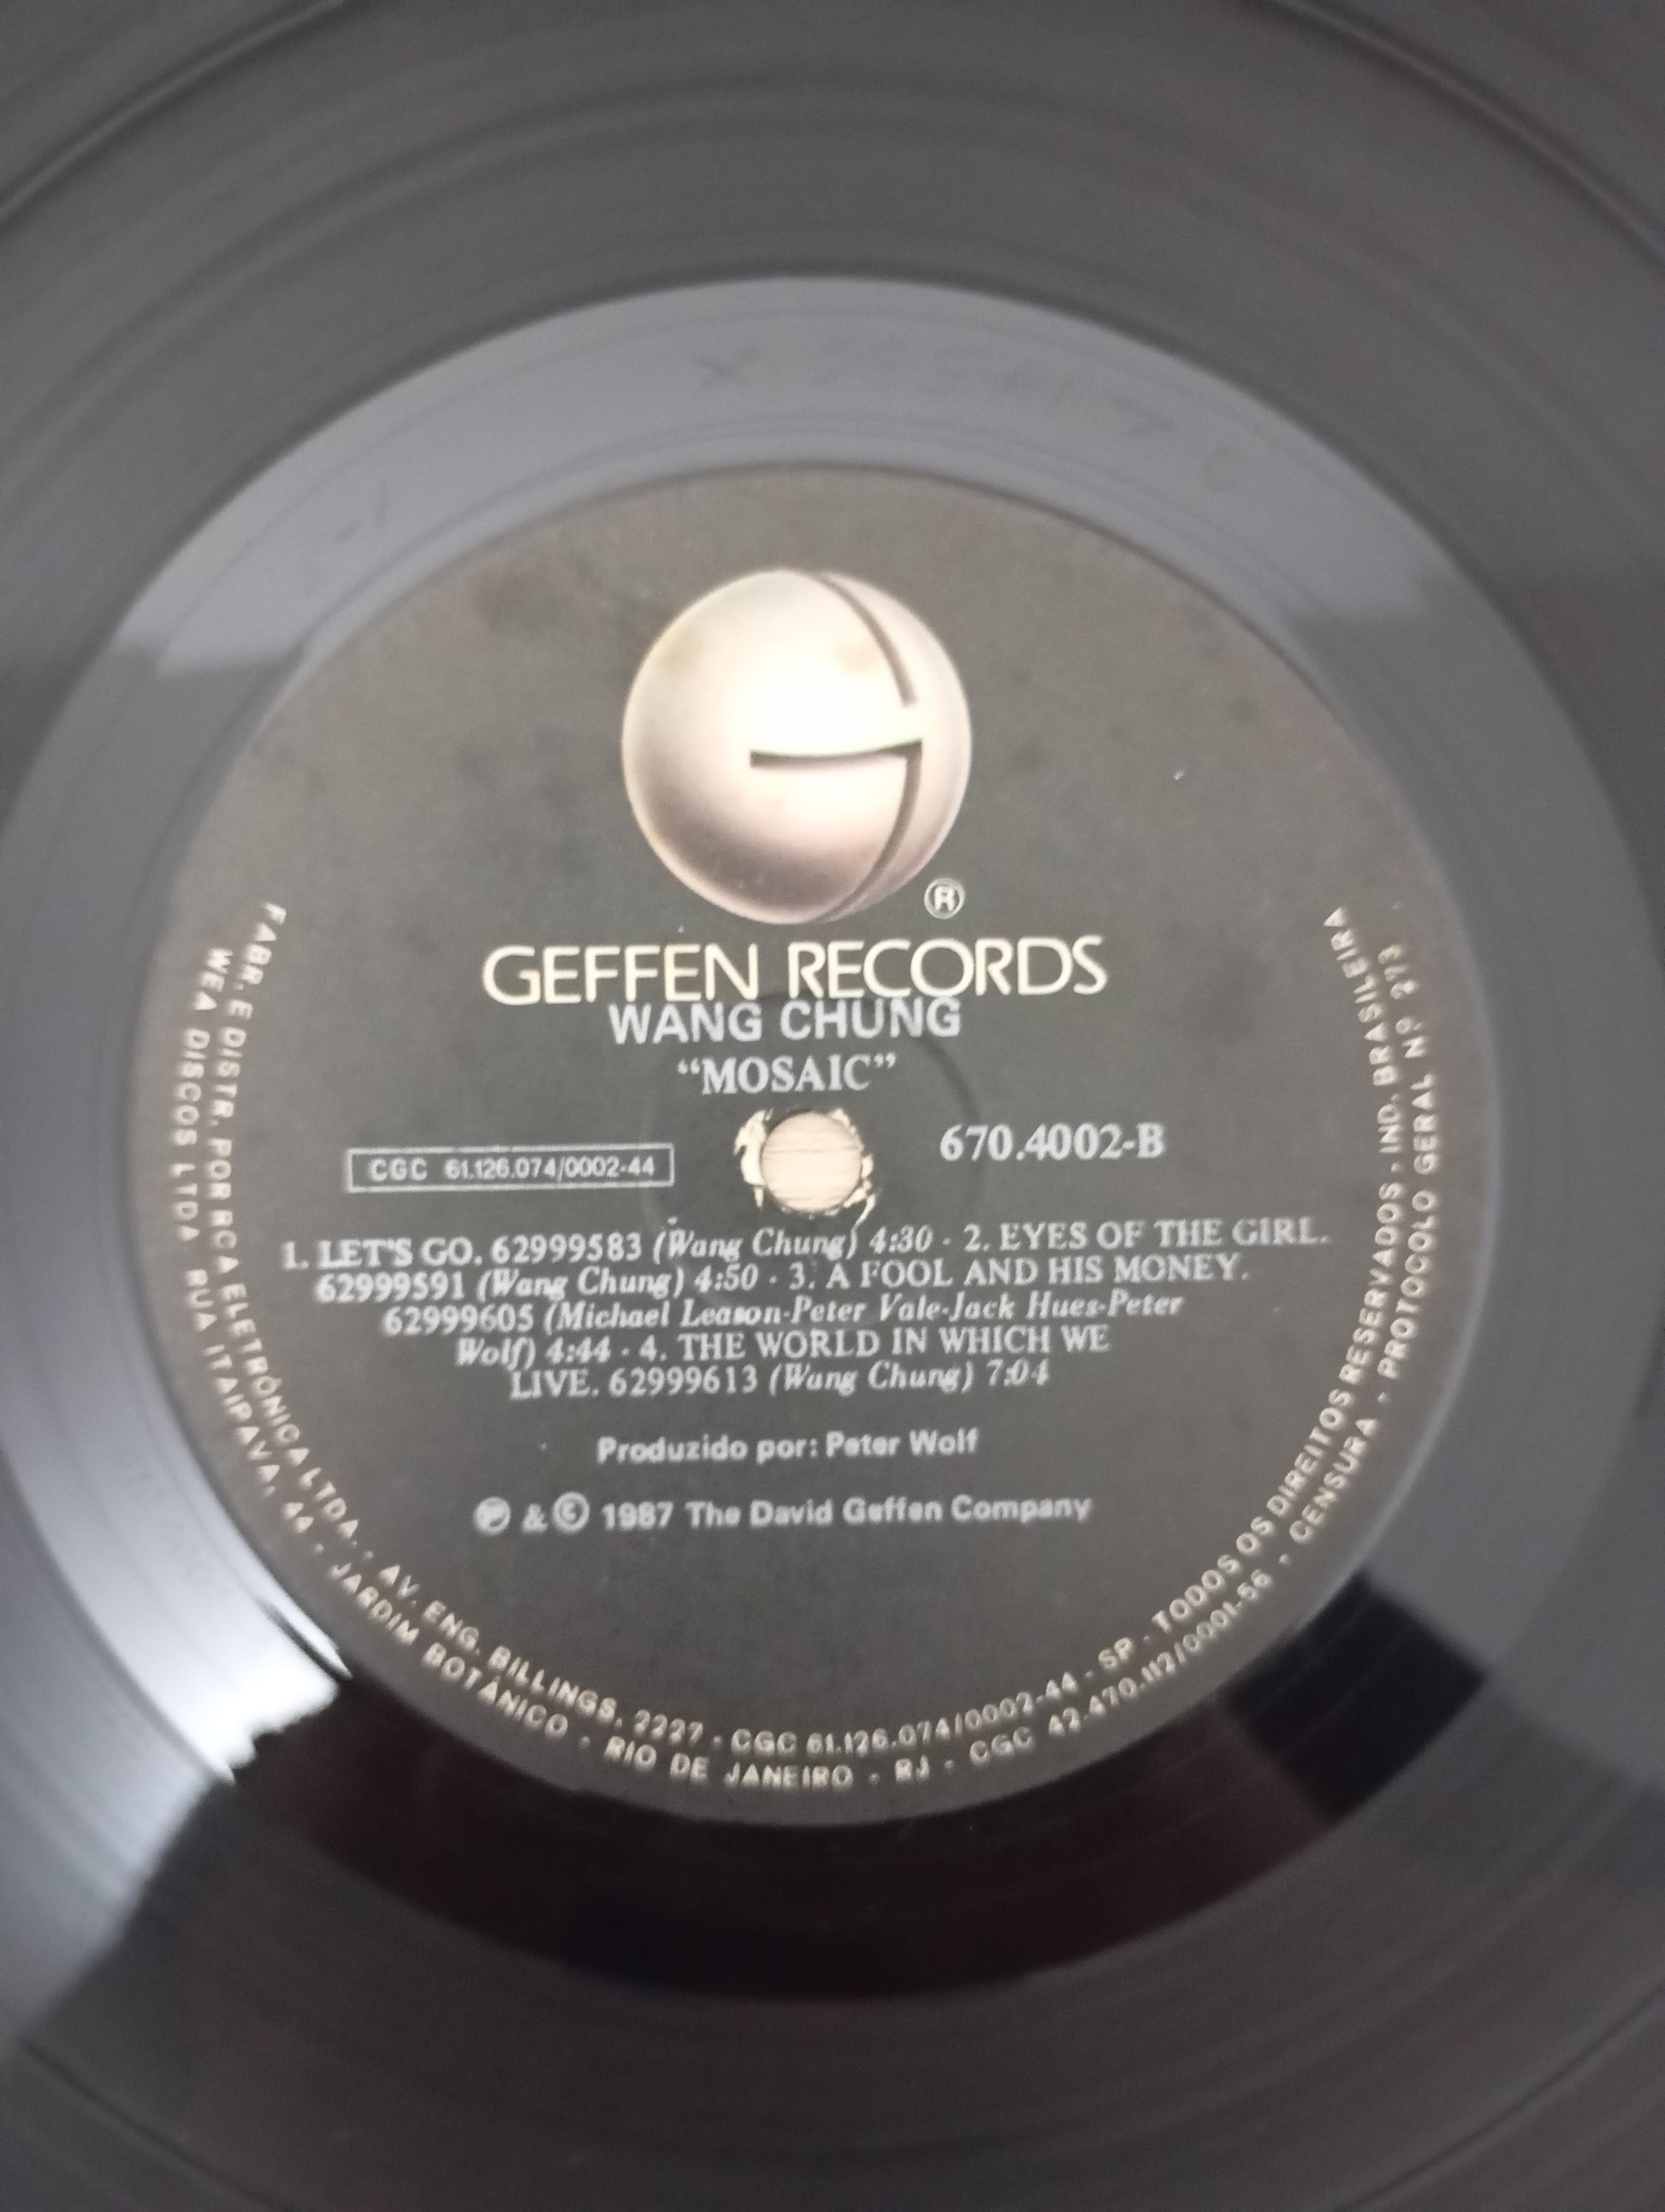 ®
GEFFEN RECORDS
WANG CHUNG
“MOSAIC”
CGC 61.126.074/0002-44
670.4002-B
1. LET'S GO. 62999583 (Wang Chung) 4:30 · 2. EYES OF THE GIRL.
62999591 (Wang Chung) 4:50 · 3. A FOOL AND HIS MONEY.
62999605 (Michael Leason-Peter Vale-Jack Hues-Peter
Wolf) 4:44 · 4. THE WORLD IN WHICH WE
LIVE. 62999613 (Wang Chung) 7:04
Produzido por: Peter Wolf
℗ & © 1987 The David Geffen Company
FABR. E DISTR. POR RCA ELETRÔNICA LTDA. · AV. ENG. BILLINGS, 2227 · CGC 61.126.074/0002-44 · SP · TODOS OS DIREITOS RESERVADOS · IND. BRASILEIRA
WEA DISCOS LTDA RUA ITAIPAVA, 44 · JARDIM BOTÂNICO · RIO DE JANEIRO · RJ · CGC 42.470.112/0001-56 · CENSURA · PROTOCOLO GERAL Nº 273